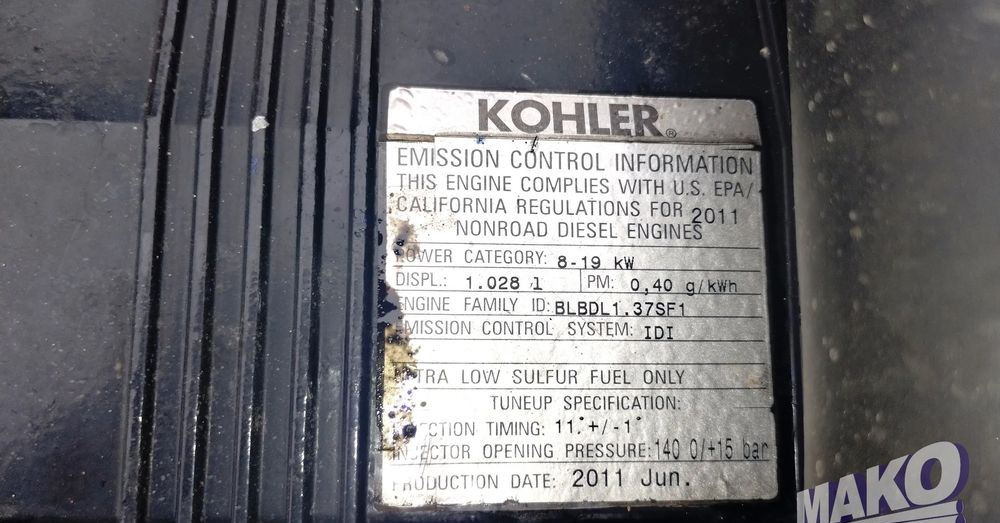 KOHLER®
EMISSION CONTROL INFORMATION
THIS ENGINE COMPLIES WITH U.S. EPA/
CALIFORNIA REGULATIONS FOR 2011
NONROAD DIESEL ENGINES
POWER CATEGORY: 8-19 kW
DISPL.: 1.028 l PM: 0,40 g/kWh
ENGINE FAMILY ID: BLBDL1.37SF1
EMISSION CONTROL SYSTEM: IDI
ULTRA LOW SULFUR FUEL ONLY
TUNEUP SPECIFICATION:
INJECTION TIMING: 11°+/-1°
INJECTOR OPENING PRESSURE: 140 0/+15 bar
PRODUCTION DATE: 2011 Jun.
MAKO